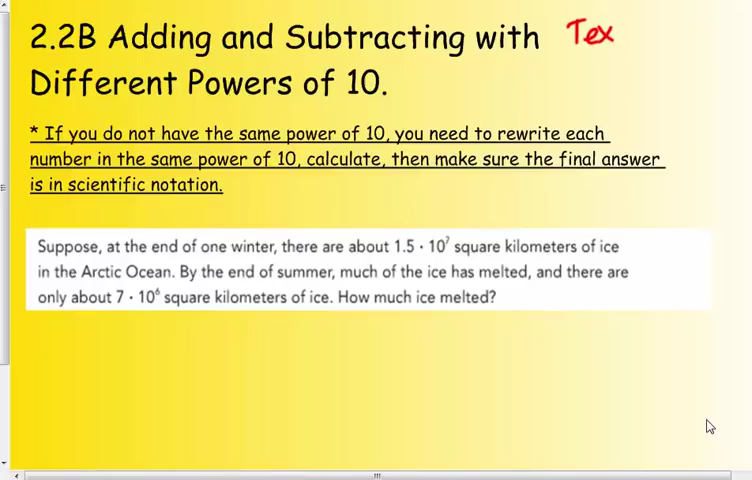 2.2B Adding and Subtracting with Tex
Different Powers of 10.
* If you do not have the same power of 10, you need to rewrite each
number in the same power of 10, calculate, then make sure the final answer
is in scientific notation.
Suppose, at the end of one winter, there are about 1.5 · 10⁷ square kilometers of ice
in the Arctic Ocean. By the end of summer, much of the ice has melted, and there are
only about 7 · 10⁶ square kilometers of ice. How much ice melted?